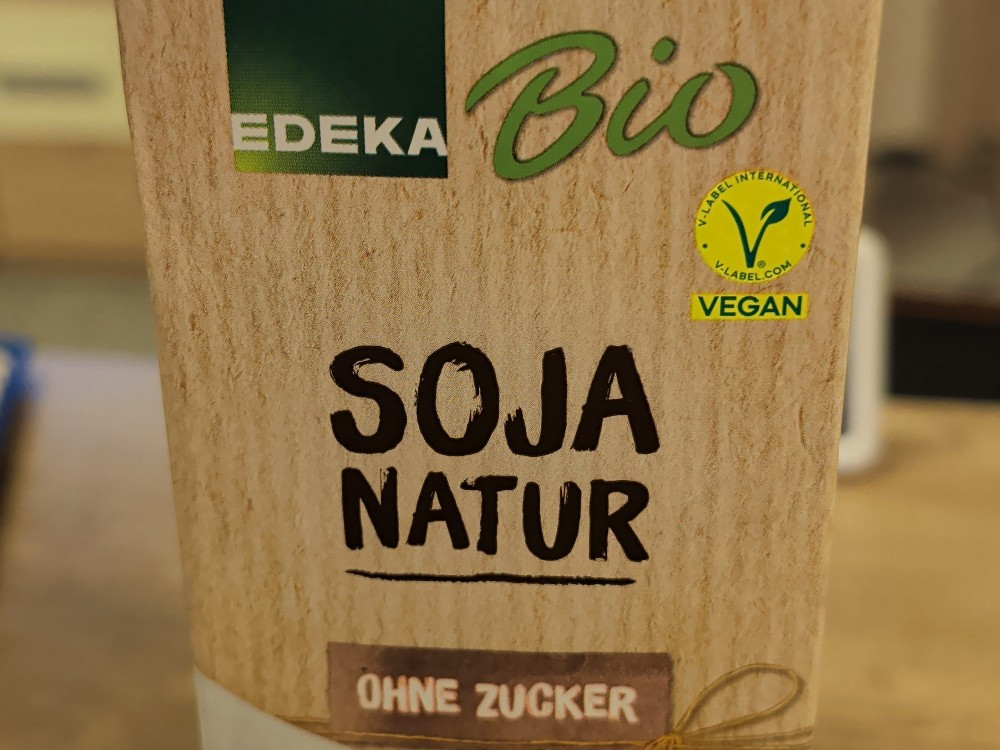 EDEKA
Bio
V-LABEL INTERNATIONAL
V-LABEL.COM
®
VEGAN
SOJA
NATUR
OHNE ZUCKER